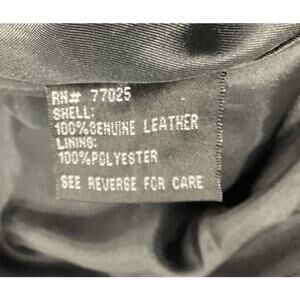 RN# 77025
SHELL:
100%GENUINE LEATHER
LINING:
100%POLYESTER
SEE REVERSE FOR CARE